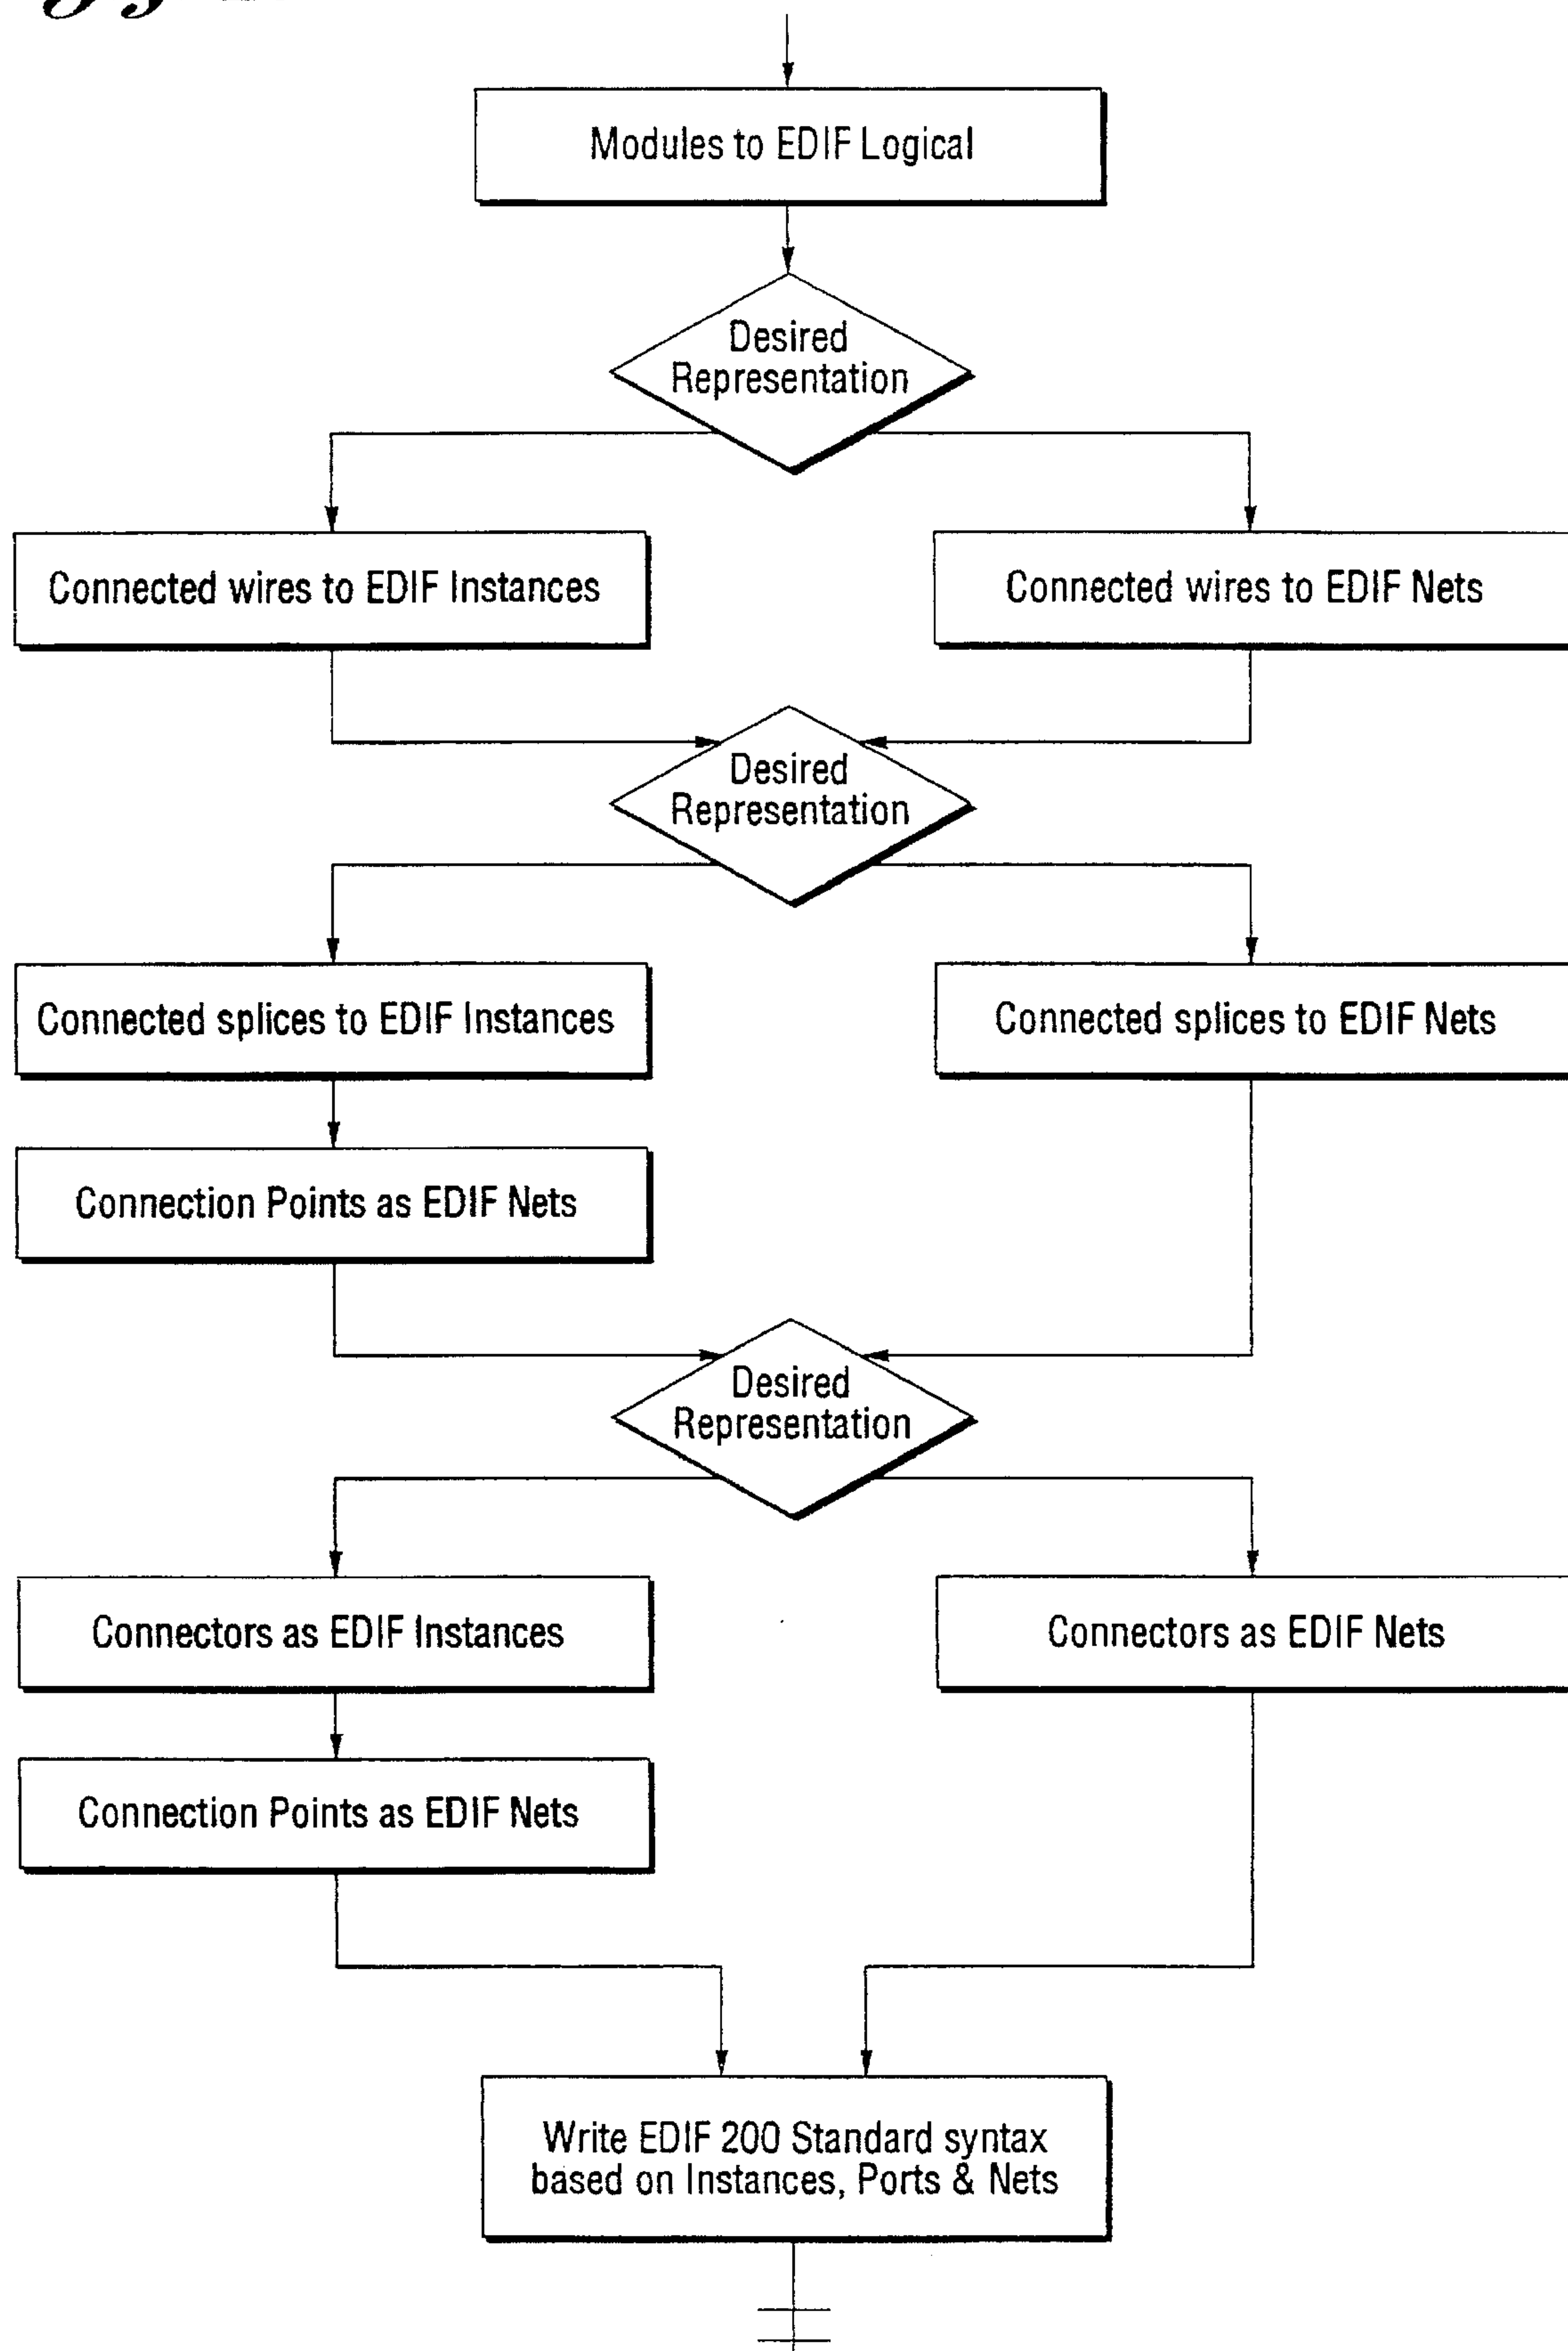 Modules to EDIF Logical
Desired
Representation
Connected wires to EDIF Instances
Connected wires to EDIF Nets
Desired
Representation
Connected splices to EDIF Instances
Connected splices to EDIF Nets
Connection Points as EDIF Nets
Desired
Representation
Connectors as EDIF Instances
Connectors as EDIF Nets
Connection Points as EDIF Nets
Write EDIF 200 Standard syntax
based on Instances, Ports & Nets